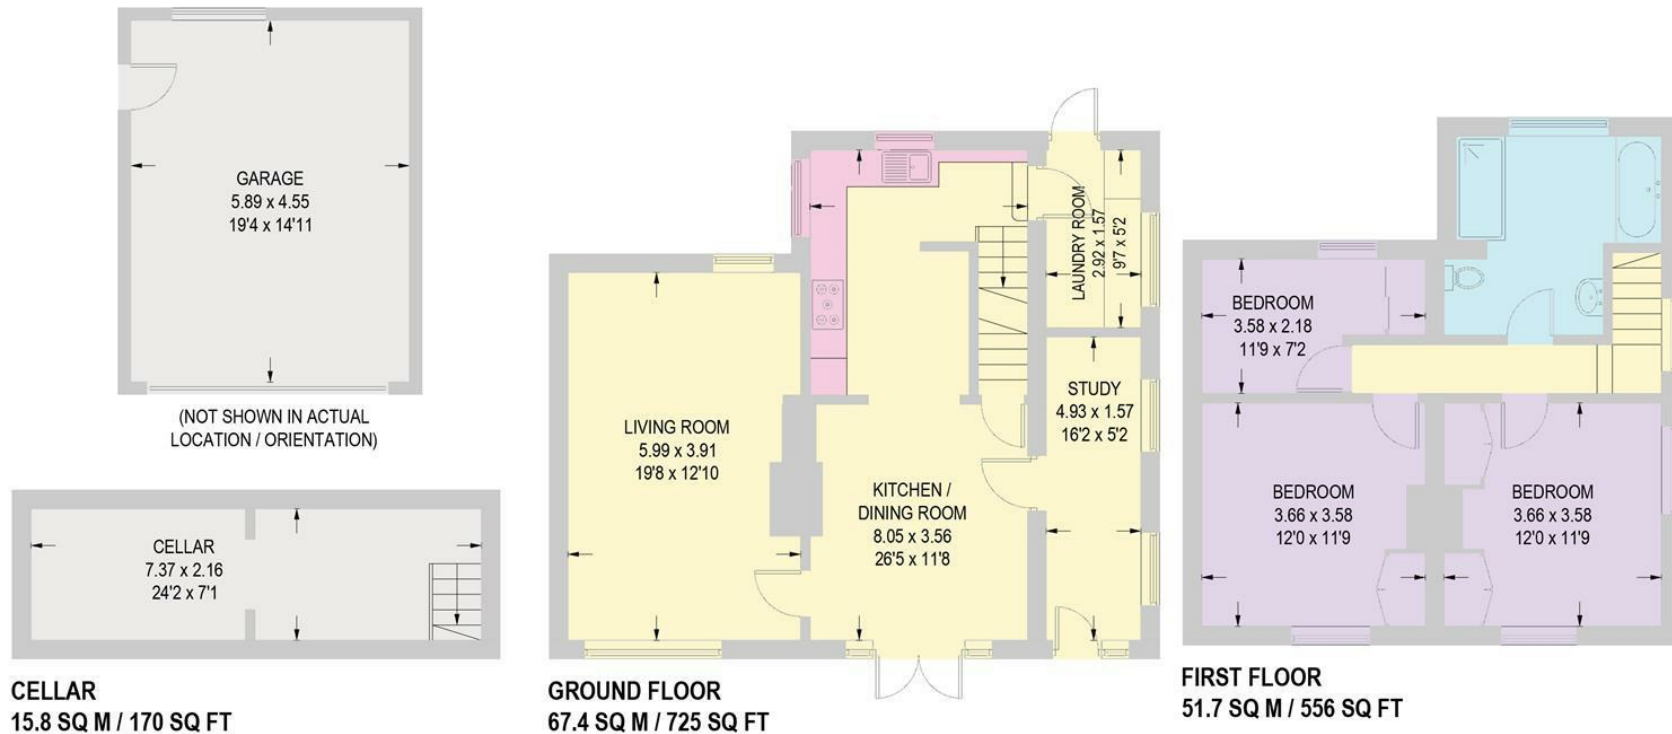 GARAGE
5.89 x 4.55
19'4 x 14'11
(NOT SHOWN IN ACTUAL
LOCATION / ORIENTATION)
CELLAR
7.37 x 2.16
24'2 x 7'1
CELLAR
15.8 SQ M / 170 SQ FT
LIVING ROOM
5.99 x 3.91
19'8 x 12'10
KITCHEN /
DINING ROOM
8.05 x 3.56
26'5 x 11'8
LAUNDRY ROOM
2.92 x 1.57
9'7 x 5'2
STUDY
4.93 x 1.57
16'2 x 5'2
GROUND FLOOR
67.4 SQ M / 725 SQ FT
BEDROOM
3.58 x 2.18
11'9 x 7'2
BEDROOM
3.66 x 3.58
12'0 x 11'9
BEDROOM
3.66 x 3.58
12'0 x 11'9
FIRST FLOOR
51.7 SQ M / 556 SQ FT